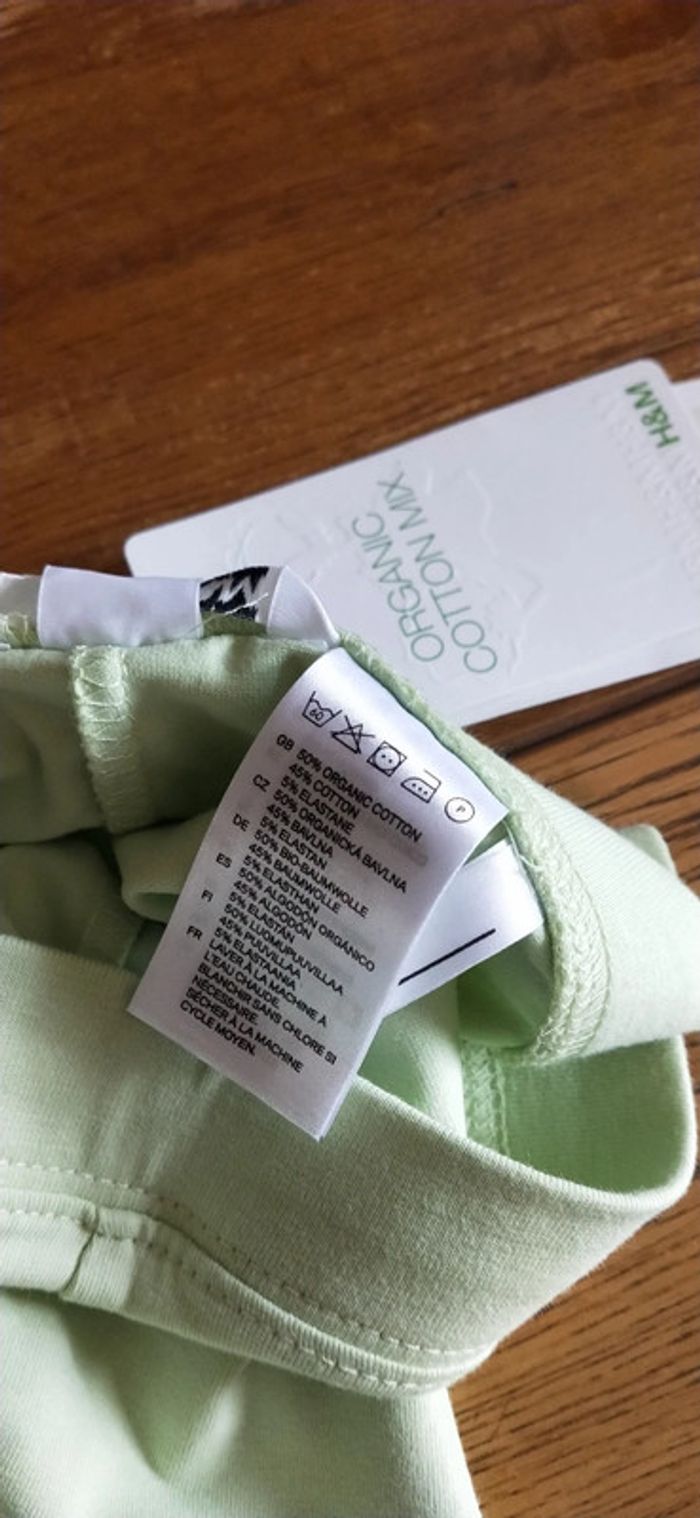 H&M
ORGANIC
COTTON MIX
60
P
GB 50% ORGANIC COTTON
45% COTTON
5% ELASTANE
CZ 50% ORGANICKÁ BAVLNA
45% BAVLNA
5% ELASTAN
DE 50% BIO-BAUMWOLLE
45% BAUMWOLLE
5% ELASTHAN
ES 50% ALGODÓN ORGÁNICO
45% ALGODÓN
5% ELASTÁN
FI 50% LUOMUPUUVILLAA
45% PUUVILLAA
5% ELASTAANIA
FR LAVER À LA MACHINE À
L'EAU CHAUDE.
BLANCHIR SANS CHLORE SI
NÉCESSAIRE.
SÉCHER À LA MACHINE
CYCLE MOYEN.